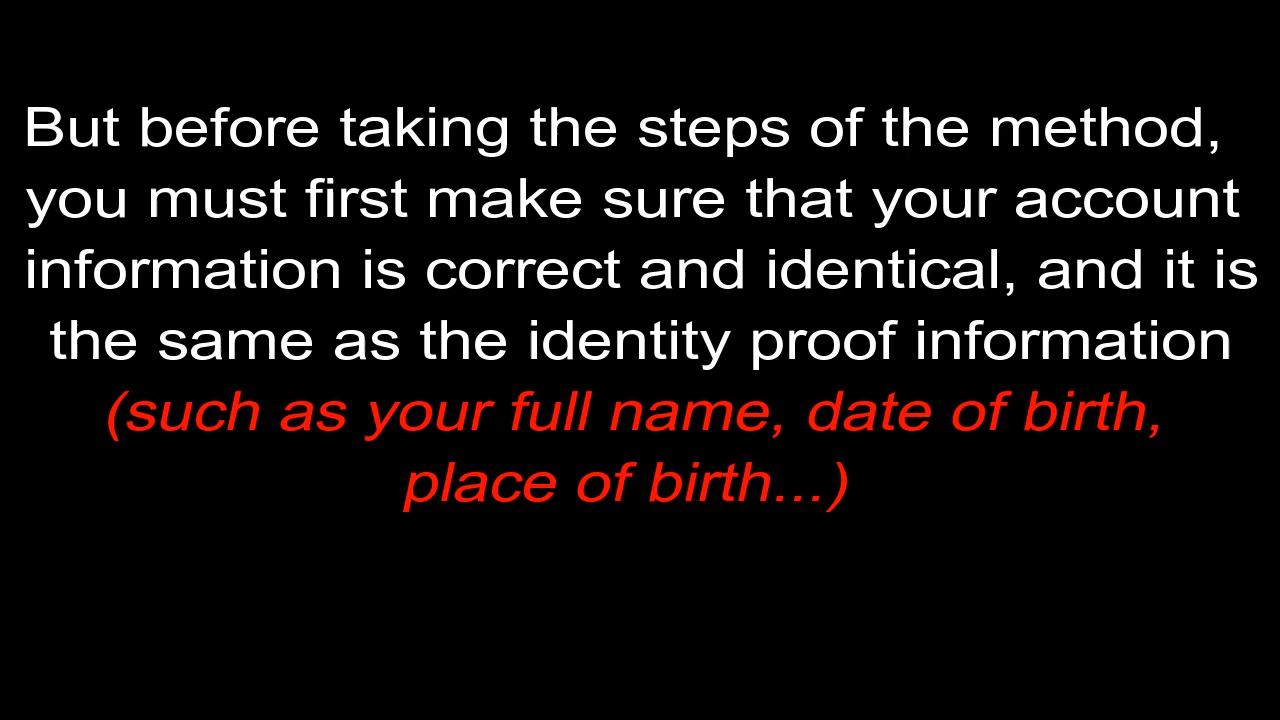 But before taking the steps of the method,
you must first make sure that your account
information is correct and identical, and it is
the same as the identity proof information
(such as your full name, date of birth,
place of birth...)